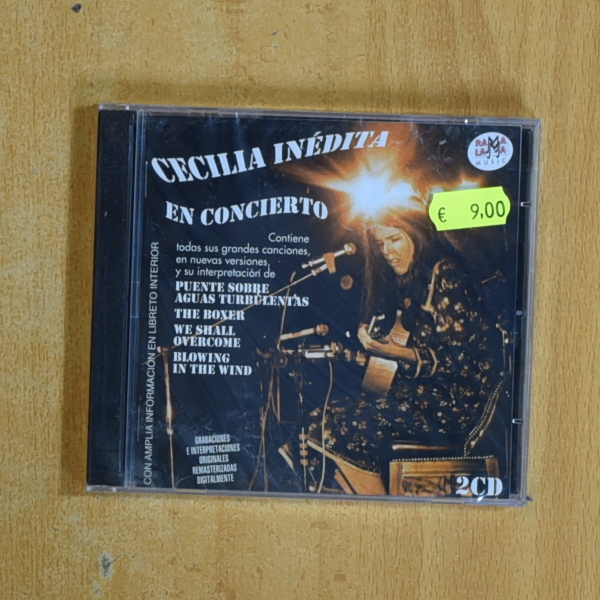 CECILIA INÉDITA
EN CONCIERTO
RAMA
LAMA
MUSIC
€ 9,00
Contiene
todas sus grandes canciones,
en nuevas versiones,
y su interpretación de
PUENTE SOBRE
AGUAS TURBULENTAS
THE BOXER
WE SHALL
OVERCOME
BLOWING
IN THE WIND
CON AMPLIA INFORMACION EN LIBRETO INTERIOR
GRABACIONES
E INTERPRETACIONES
ORIGINALES
REMASTERIZADAS
DIGITALMENTE
2CD